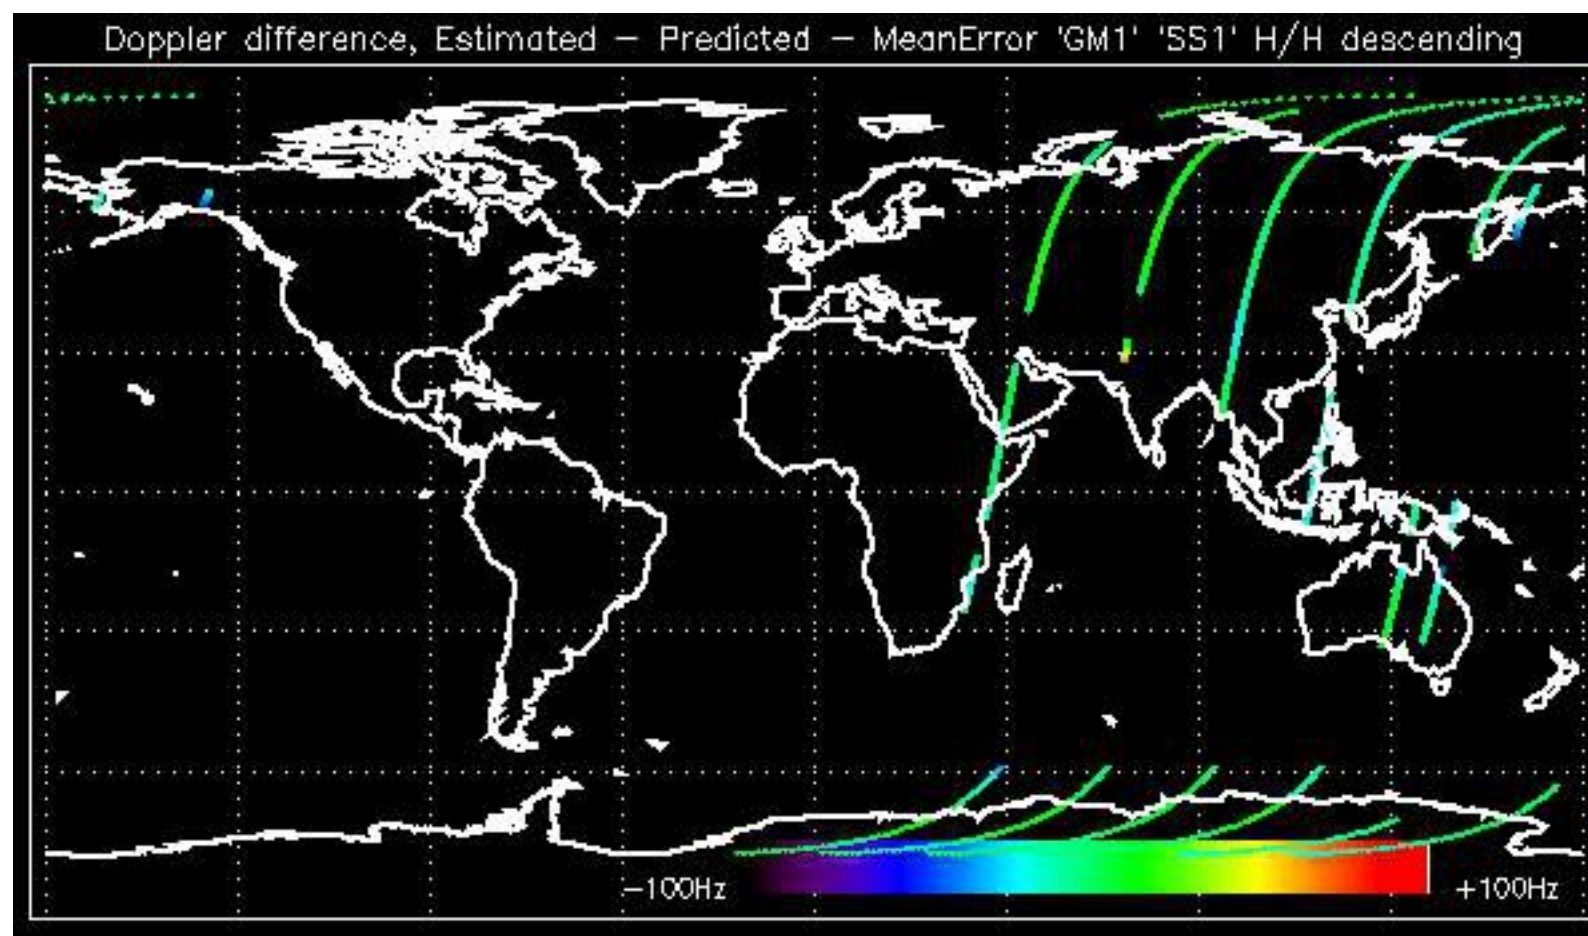 Doppler difference, Estimated – Predicted – MeanError 'GM1' 'SS1' H/H descending
-100Hz +100Hz